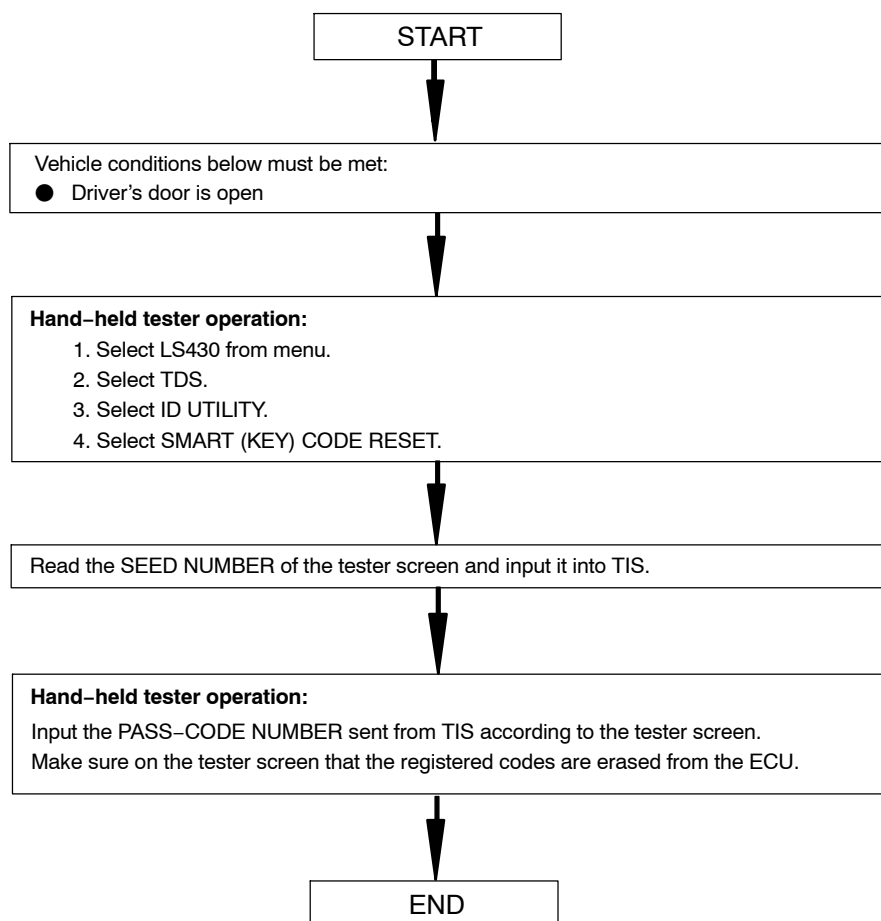 START
Vehicle conditions below must be met:
● Driver’s door is open
Hand−held tester operation:
1. Select LS430 from menu.
2. Select TDS.
3. Select ID UTILITY.
4. Select SMART (KEY) CODE RESET.
Read the SEED NUMBER of the tester screen and input it into TIS.
Hand−held tester operation:
Input the PASS−CODE NUMBER sent from TIS according to the tester screen.
Make sure on the tester screen that the registered codes are erased from the ECU.
END